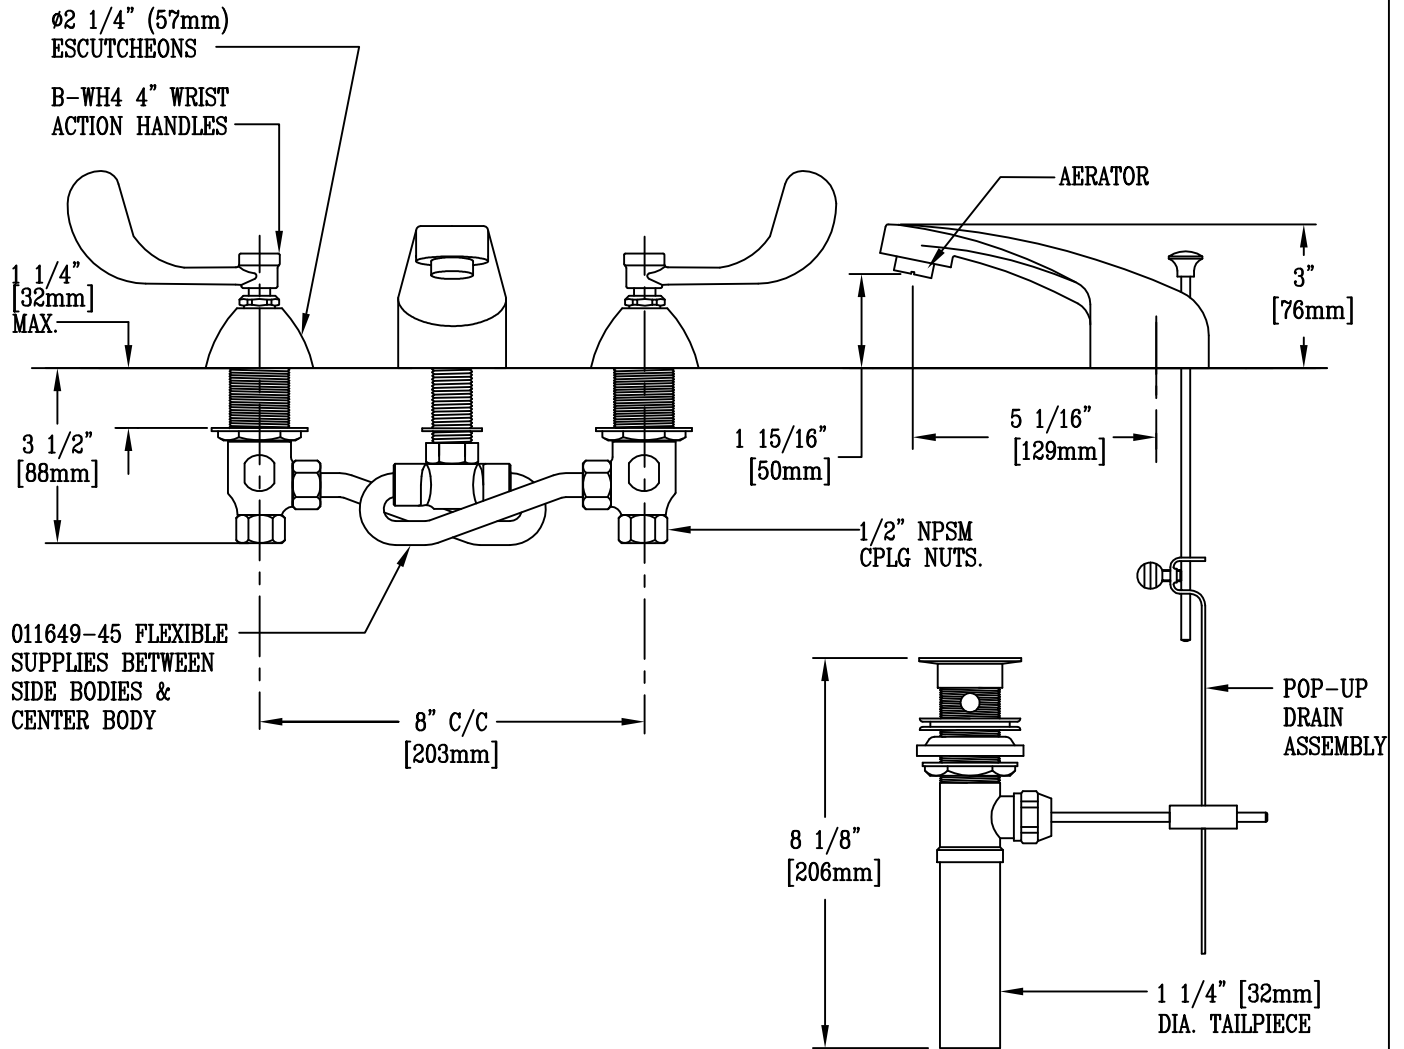 ø2 1/4" (57mm)
ESCUTCHEONS
B-WH4 4" WRIST
ACTION HANDLES
1 1/4"
[32mm]
MAX.
3 1/2"
[88mm]
011649-45 FLEXIBLE
SUPPLIES BETWEEN
SIDE BODIES &
CENTER BODY
8" C/C
[203mm]
1/2" NPSM
CPLG NUTS.
AERATOR
3"
[76mm]
5 1/16"
[129mm]
1 15/16"
[50mm]
POP-UP
DRAIN
ASSEMBLY
8 1/8"
[206mm]
1 1/4" [32mm]
DIA. TAILPIECE